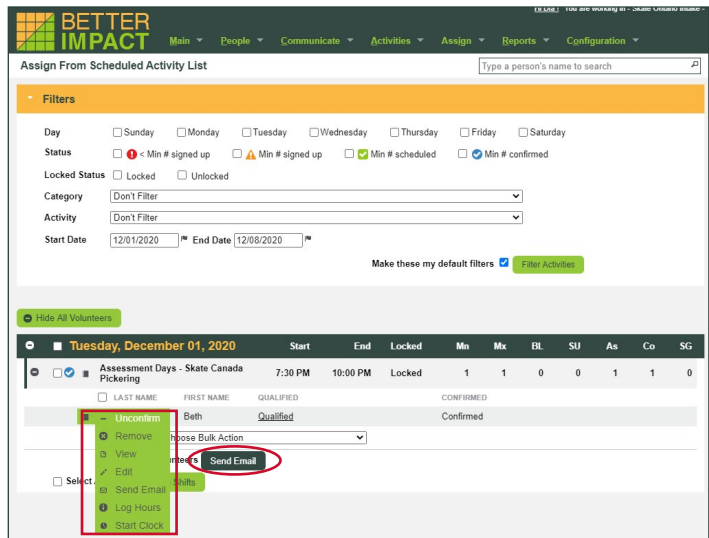 Hi Dia! You are working in - Skate Ontario Intake -
BETTER
IMPACT
Main People Communicate Activities Assign Reports Configuration
Assign From Scheduled Activity List
Type a person's name to search
Filters
Day Sunday Monday Tuesday Wednesday Thursday Friday Saturday
Status < Min # signed up Min # signed up Min # scheduled Min # confirmed
Locked Status Locked Unlocked
Category Don't Filter
Activity Don't Filter
Start Date 12/01/2020 End Date 12/08/2020
Make these my default filters Filter Activities
Hide All Volunteers
Tuesday, December 01, 2020 Start End Locked Mn Mx BL SU As Co SG
Assessment Days - Skate Canada
Pickering 7:30 PM 10:00 PM Locked 1 1 0 0 1 1 0
LAST NAME FIRST NAME QUALIFIED CONFIRMED
Unconfirm Beth Qualified Confirmed
Remove hoose Bulk Action
View nteers Send Email
Edit
Select Shifts
Send Email
Log Hours
Start Clock